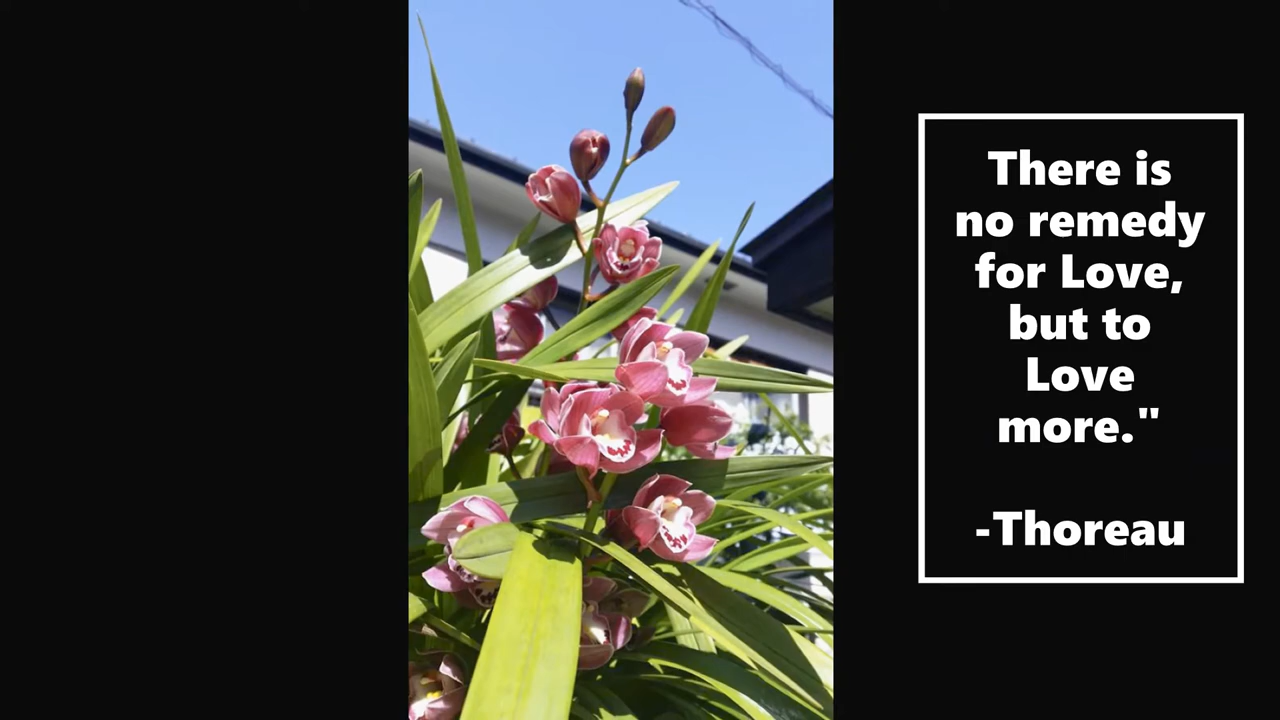 There is
no remedy
for Love,
but to
Love
more."
-Thoreau